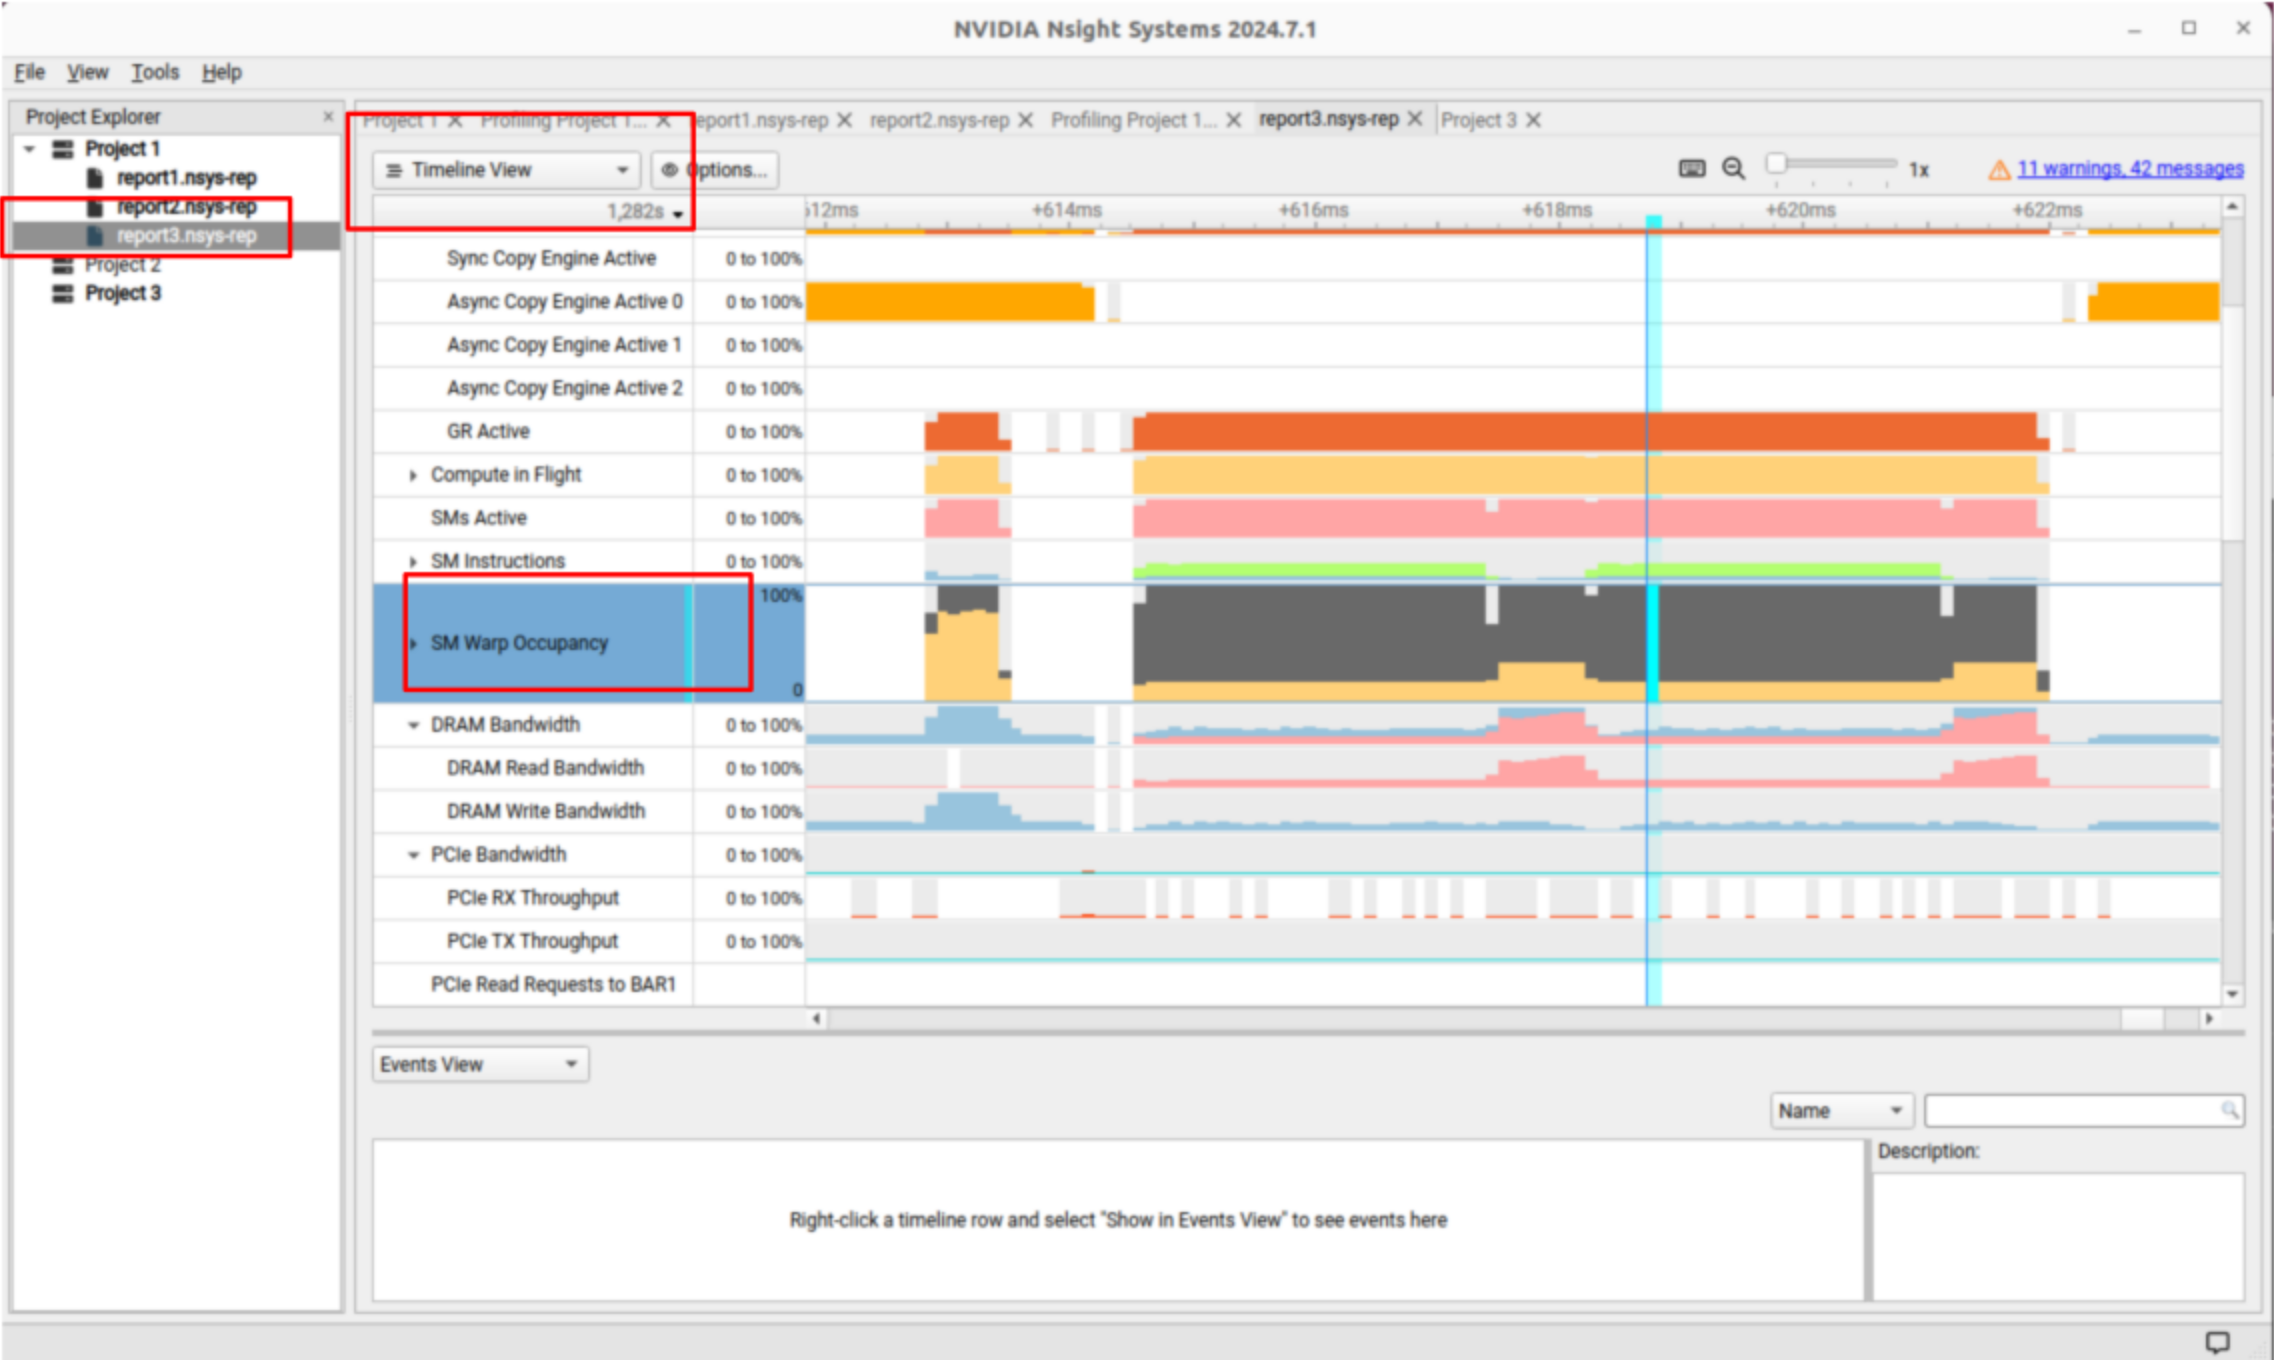 NVIDIA Nsight Systems 2024.7.1
File View Tools Help
Project Explorer
Project 1
report1.nsys-rep
report2.nsys-rep
report3.nsys-rep
Project 2
Project 3
Project 1 Profiling Project 1... report1.nsys-rep report2.nsys-rep Profiling Project 1... report3.nsys-rep Project 3
Timeline View Options... 1x 11 warnings, 42 messages
1,282s +614ms +616ms +618ms +620ms +622ms
Sync Copy Engine Active 0 to 100%
Async Copy Engine Active 0 0 to 100%
Async Copy Engine Active 1 0 to 100%
Async Copy Engine Active 2 0 to 100%
GR Active 0 to 100%
Compute in Flight 0 to 100%
SMs Active 0 to 100%
SM Instructions 0 to 100%
100%
SM Warp Occupancy
0
DRAM Bandwidth 0 to 100%
DRAM Read Bandwidth 0 to 100%
DRAM Write Bandwidth 0 to 100%
PCIe Bandwidth 0 to 100%
PCIe RX Throughput 0 to 100%
PCIe TX Throughput 0 to 100%
PCIe Read Requests to BAR1
Events View
Name
Description:
Right-click a timeline row and select "Show in Events View" to see events here